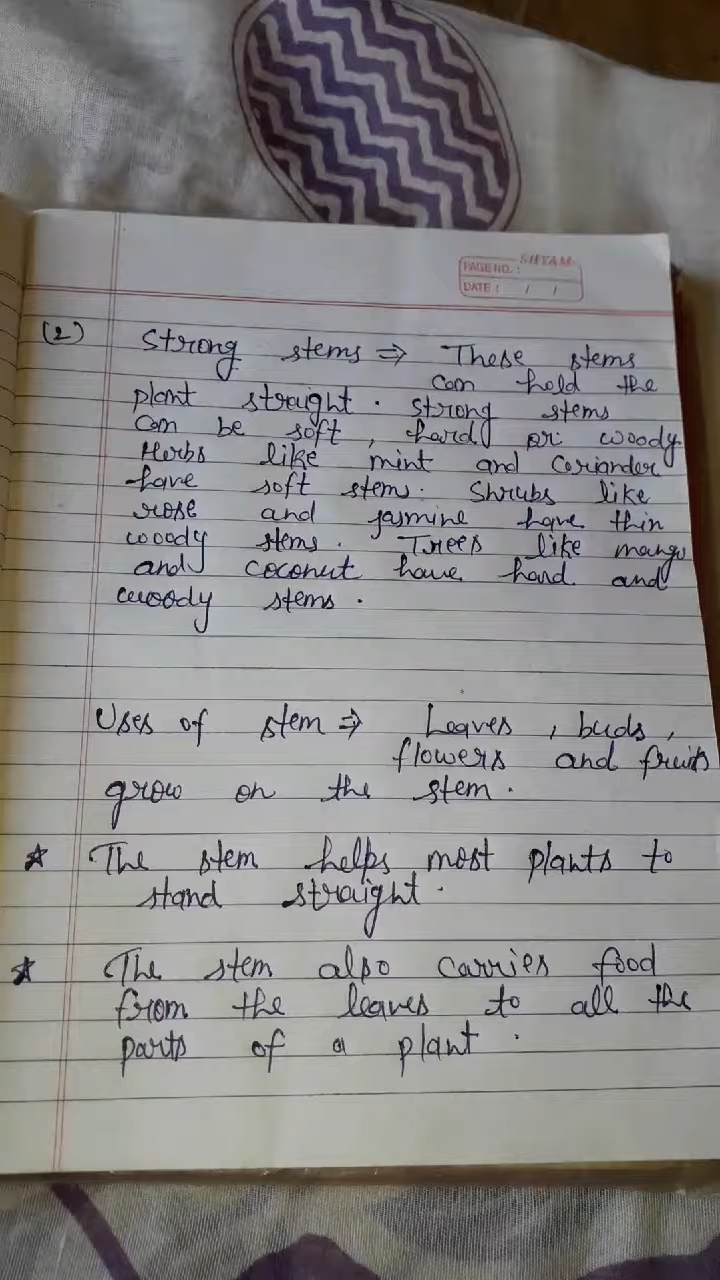 SHYAM
PAGE NO. :
DATE : / /
(2) Strong stems ⇒ These stems
can hold the
plant straight. Strong stems
can be soft, hard or woody
Herbs like mint and coriander
have soft stems. Shrubs like
rose and jasmine have thin
woody stems. Trees like mango
and coconut have hard and
woody stems.
Uses of stem ⇒ Leaves, buds,
flowers and fruits
grow on the stem.
☆ The stem helps most plants to
stand straight.
☆ The stem also carries food
from the leaves to all the
parts of a plant.